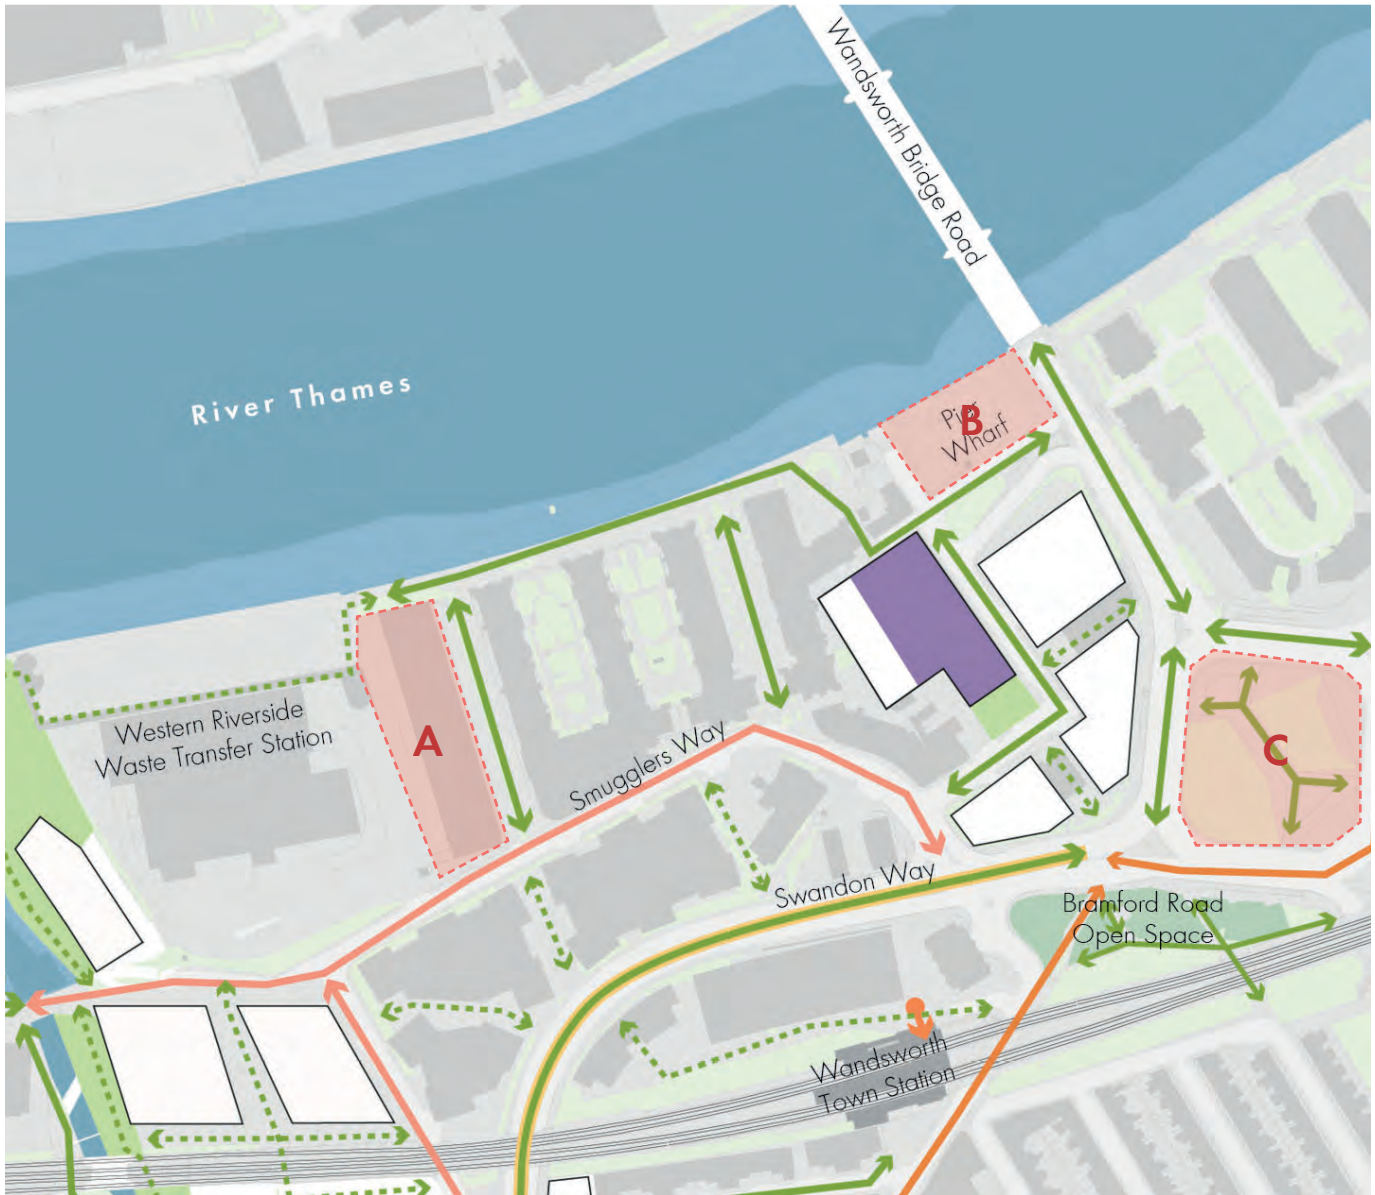 Wandsworth Bridge Road
River Thames
Pier
Wharf
B
Western Riverside
Waste Transfer Station
A
Smugglers Way
C
Swandon Way
Bramford Road
Open Space
Wandsworth
Town Station